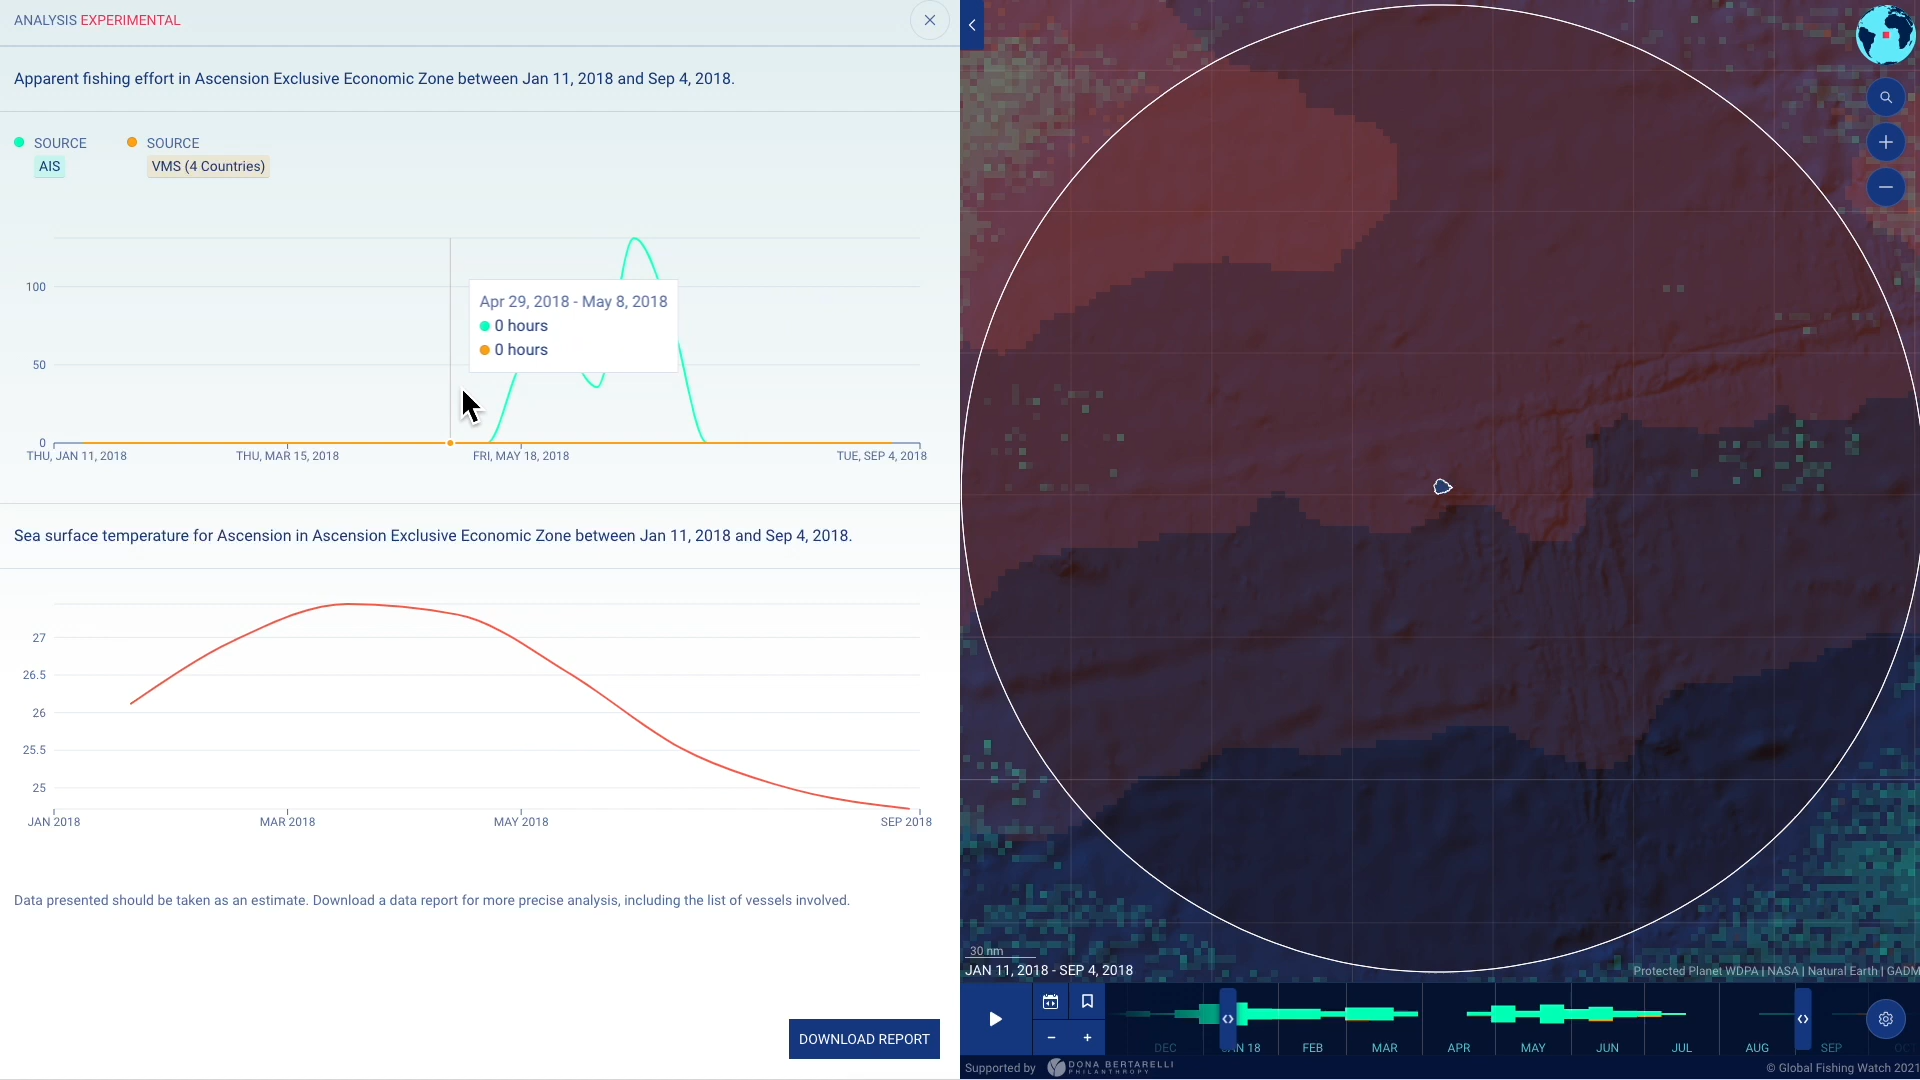 ANALYSIS EXPERIMENTAL
Apparent fishing effort in Ascension Exclusive Economic Zone between Jan 11, 2018 and Sep 4, 2018.
SOURCE SOURCE
AIS VMS (4 Countries)
100
50
0
Apr 29, 2018 - May 8, 2018
0 hours
0 hours
THU, JAN 11, 2018 THU, MAR 15, 2018 FRI, MAY 18, 2018 TUE, SEP 4, 2018
Sea surface temperature for Ascension in Ascension Exclusive Economic Zone between Jan 11, 2018 and Sep 4, 2018.
27
26.5
26
25.5
25
JAN 2018 MAR 2018 MAY 2018 SEP 2018
Data presented should be taken as an estimate. Download a data report for more precise analysis, including the list of vessels involved.
DOWNLOAD REPORT
30 nm
JAN 11, 2018 - SEP 4, 2018
Protected Planet WDPA | NASA | Natural Earth | GADM
DEC FEB MAR APR MAY JUN JUL AUG SEP
Supported by DONA BERTARELLI
PHILANTHROPY
© Global Fishing Watch 2021